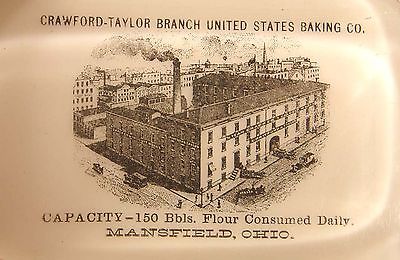 CRAWFORD-TAYLOR BRANCH UNITED STATES BAKING CO.
CAPACITY-150 Bbls. Flour Consumed Daily.
MANSFIELD, OHIO.